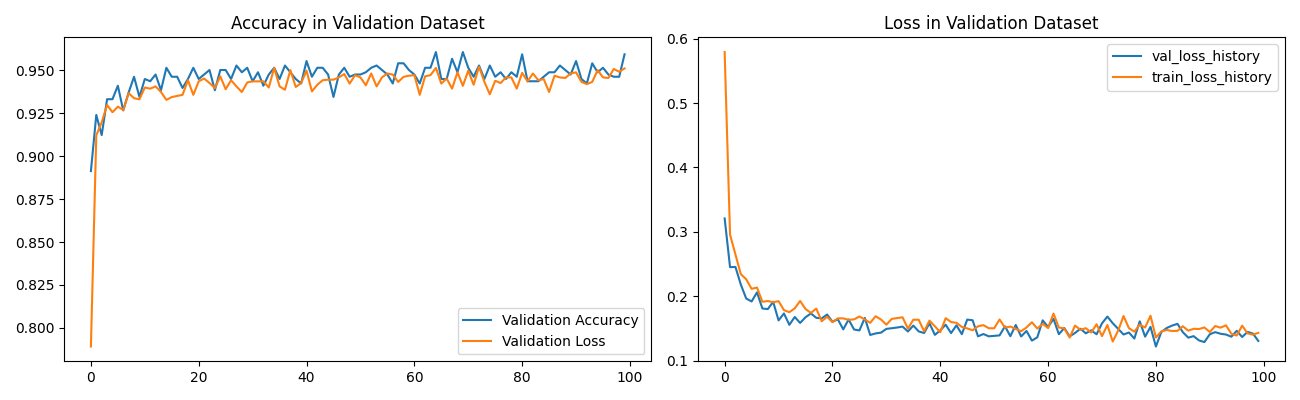 Accuracy in Validation Dataset
0.950
0.925
0.900
0.875
0.850
0.825
0.800
0 20 40 60 80 100
Validation Accuracy
Validation Loss
Loss in Validation Dataset
0.6
0.5
0.4
0.3
0.2
0.1
0 20 40 60 80 100
val_loss_history
train_loss_history